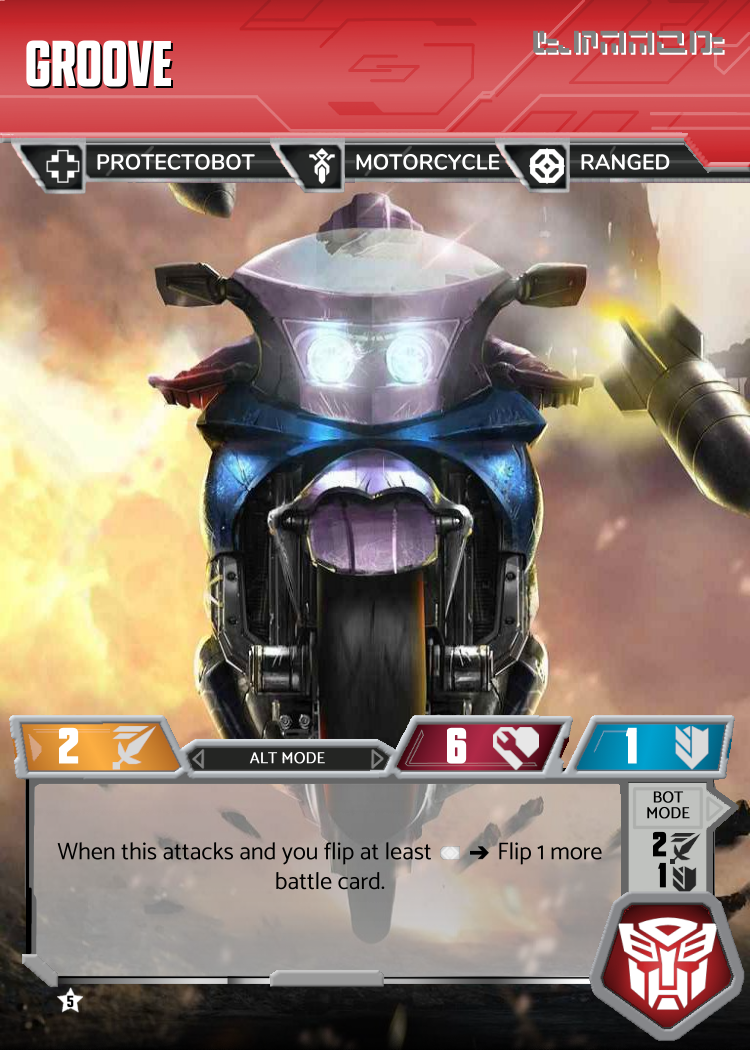 GROOVE
PROTECTOBOT MOTORCYCLE RANGED
2 ALT MODE 6 1
BOT
MODE
2
1
When this attacks and you flip at least ➔ Flip 1 more
battle card.
5